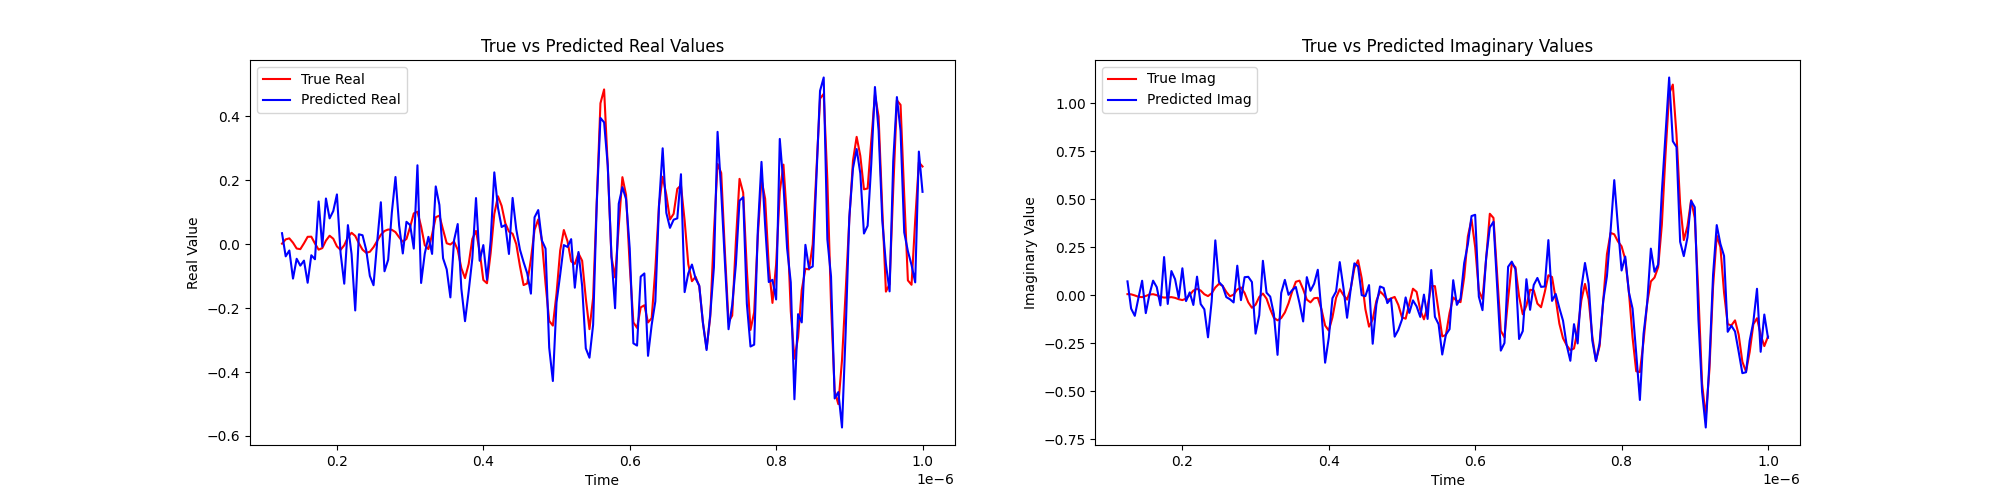 True vs Predicted Real Values
True Real
Predicted Real
Real Value
0.4
0.2
0.0
−0.2
−0.4
−0.6
0.2
0.4
0.6
0.8
1.0
1e−6
Time
True vs Predicted Imaginary Values
True Imag
Predicted Imag
Imaginary Value
1.00
0.75
0.50
0.25
0.00
−0.25
−0.50
−0.75
0.2
0.4
0.6
0.8
1.0
1e−6
Time